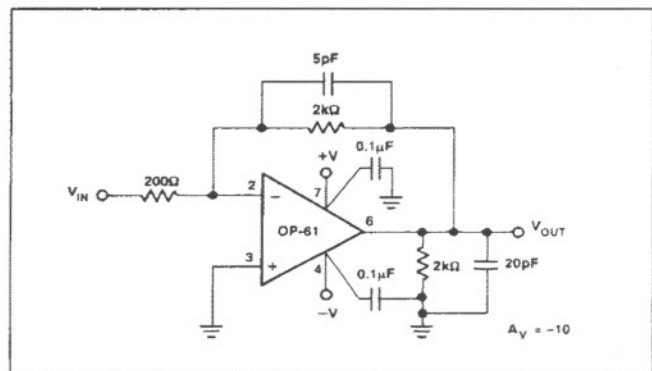 5pF
2kΩ
0.1μF
+V
V_IN
200Ω
2
7
6
OP-61
V_OUT
3
4
0.1μF
2kΩ
20pF
−V
A_V = −10